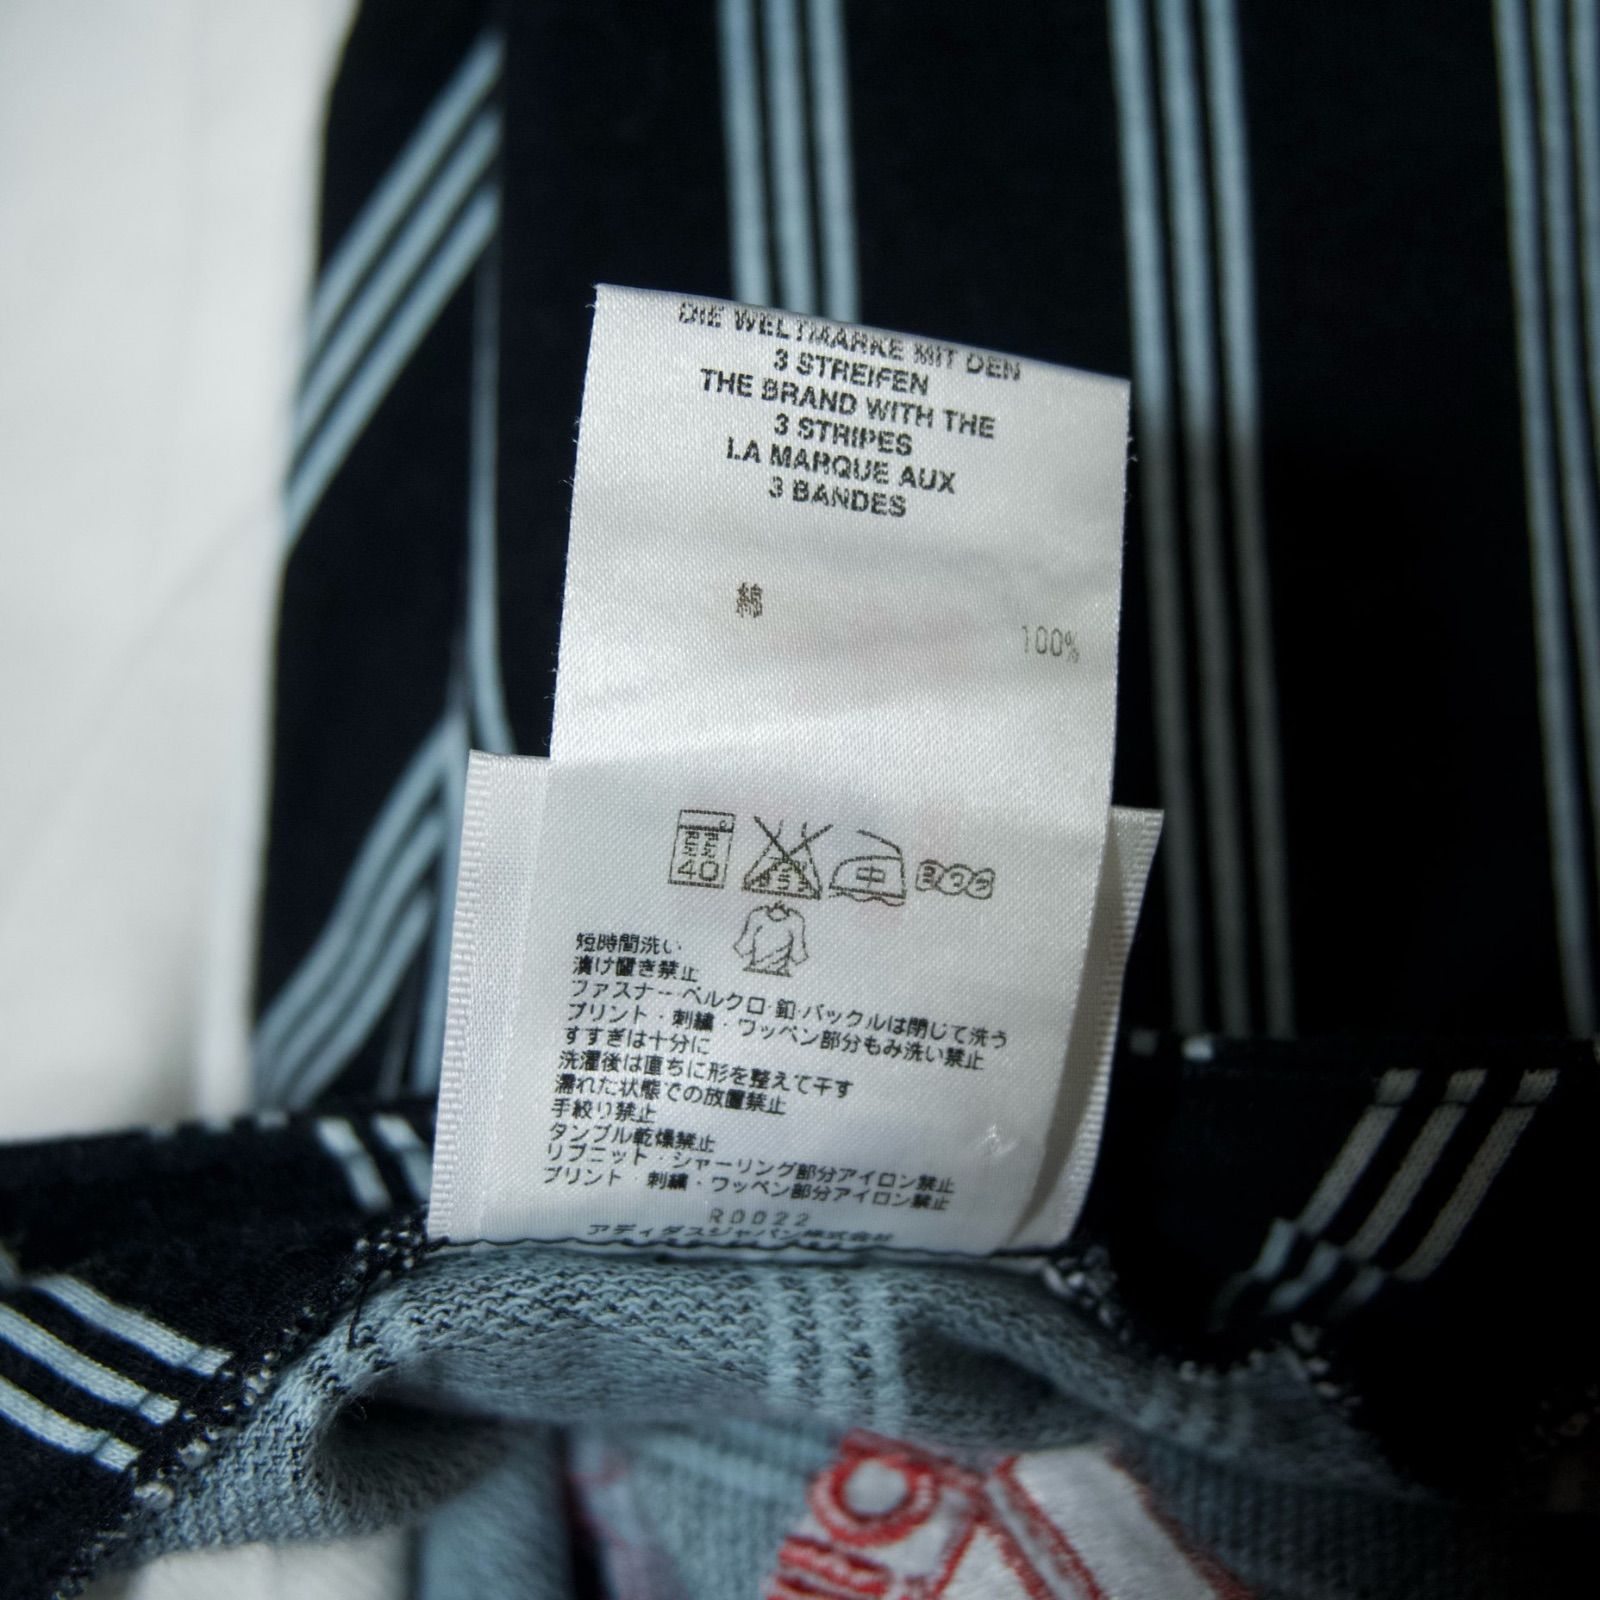 DIE WELTMARKE MIT DEN
3 STREIFEN
THE BRAND WITH THE
3 STRIPES
LA MARQUE AUX
3 BANDES
綿 100%
40
中 ドライ
短時間洗い
漬け置き禁止
ファスナー・ベルクロ・釦・バックルは閉じて洗う
プリント・刺繍・ワッペン部分もみ洗い禁止
すすぎは十分に
洗濯後は直ちに形を整えて干す
濡れた状態での放置禁止
手絞り禁止
タンブル乾燥禁止
リブニット・シャーリング部分アイロン禁止
プリント・刺繍・ワッペン部分アイロン禁止
R0022
アディダスジャパン株式会社